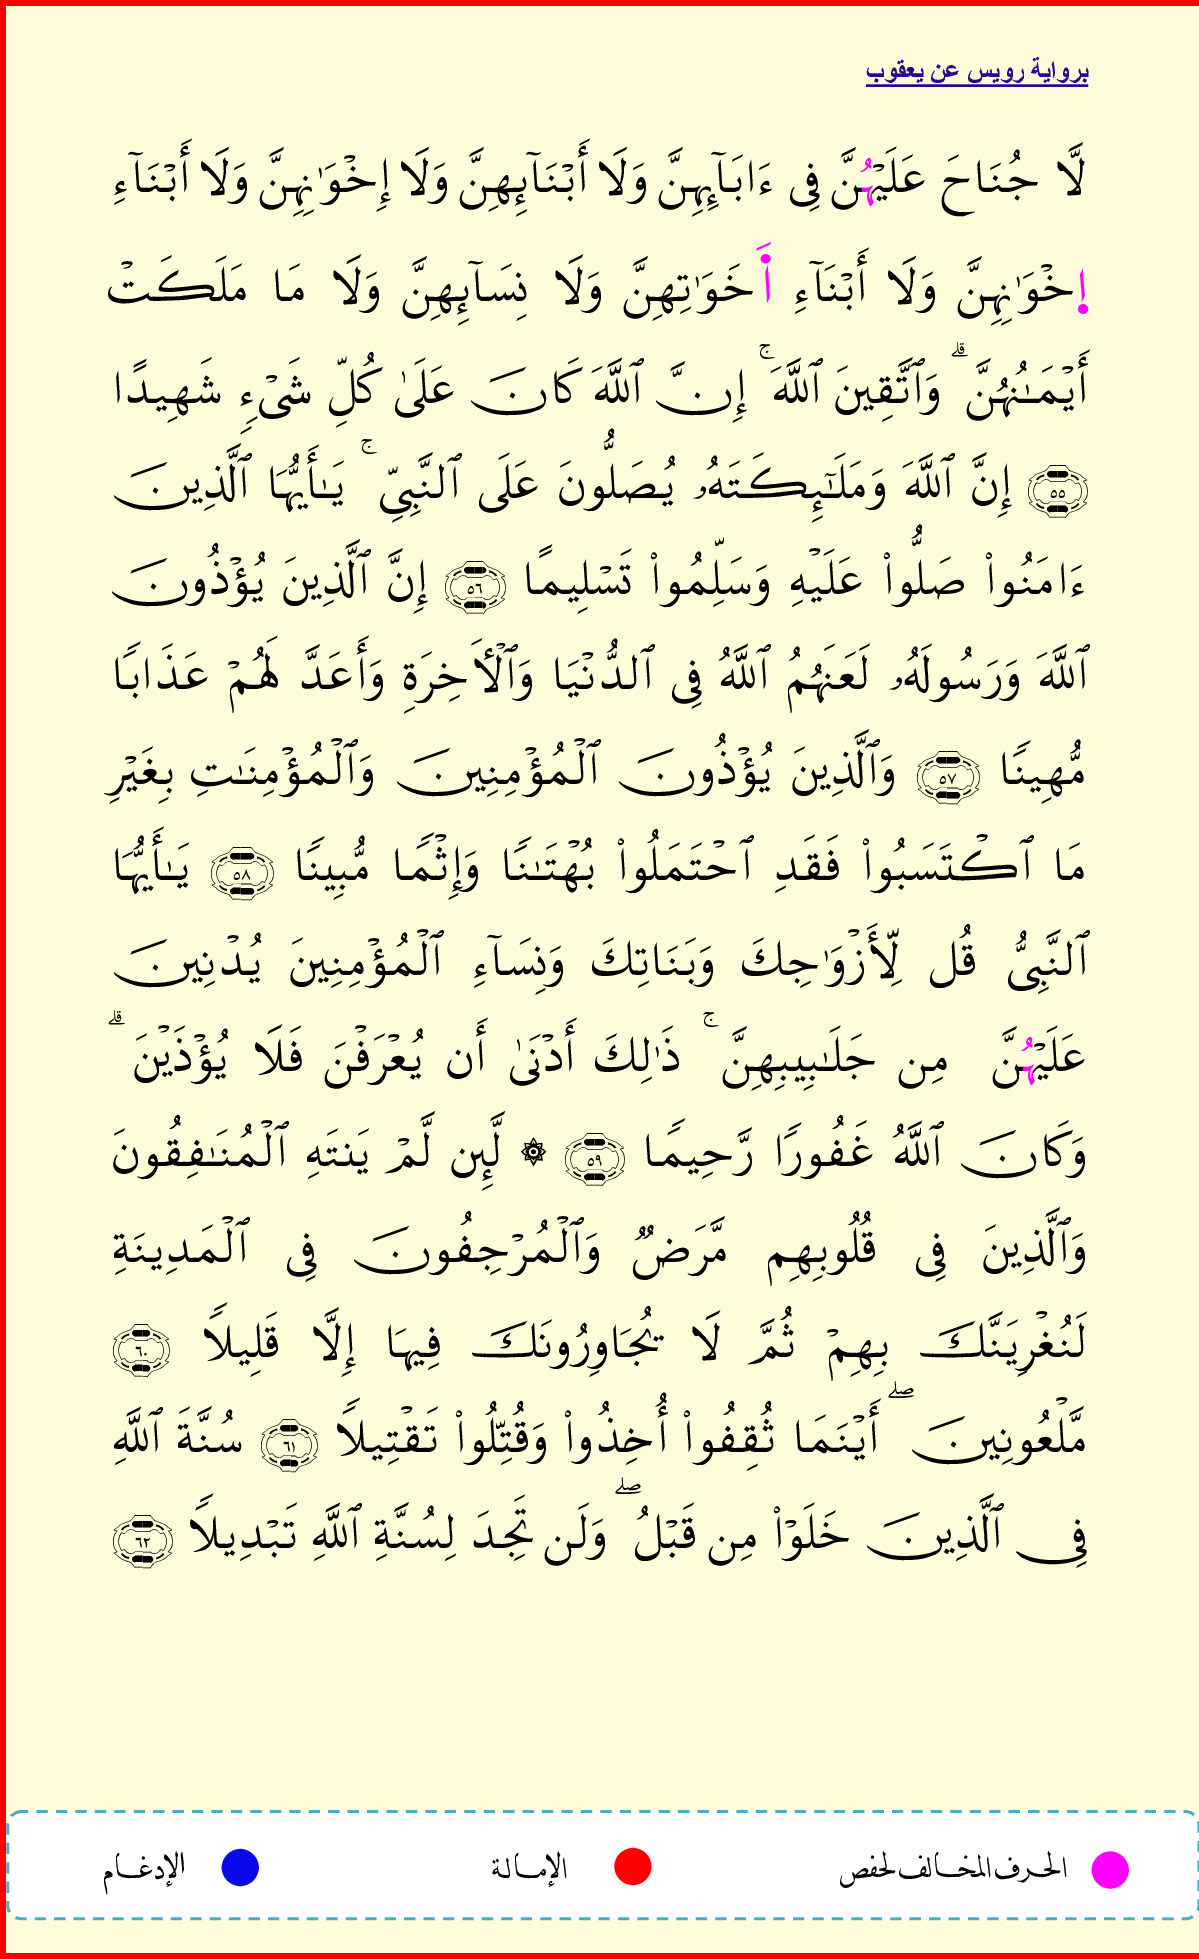 برواية رويس عن يعقوب
لَّا جُنَاحَ عَلَيۡهُنَّ فِى ءَابَآئِهِنَّ وَلَا أَبۡنَآئِهِنَّ وَلَا إِخۡوَٰنِهِنَّ وَلَا أَبۡنَآءِ
ا۪خۡوَٰنِهِنَّ وَلَا أَبۡنَآءِ أَخَوَٰتِهِنَّ وَلَا نِسَآئِهِنَّ وَلَا مَا مَلَكَتۡ
أَيۡمَـٰنُهُنَّ ۗ وَٱتَّقِينَ ٱللَّهَ ۚ إِنَّ ٱللَّهَ كَانَ عَلَىٰ كُلِّ شَىۡءٍ شَهِيدًا
٥٥ إِنَّ ٱللَّهَ وَمَلَـٰٓئِكَتَهُۥ يُصَلُّونَ عَلَى ٱلنَّبِىِّ ۚ يَـٰأَيُّهَا ٱلَّذِينَ
ءَامَنُوا۟ صَلُّوا۟ عَلَيۡهِ وَسَلِّمُوا۟ تَسۡلِيمًا ٥٦ إِنَّ ٱلَّذِينَ يُؤۡذُونَ
ٱللَّهَ وَرَسُولَهُۥ لَعَنَهُمُ ٱللَّهُ فِى ٱلدُّنۡيَا وَٱلۡأَخِرَةِ وَأَعَدَّ لَهُمۡ عَذَابًا
مُّهِينًا ٥٧ وَٱلَّذِينَ يُؤۡذُونَ ٱلۡمُؤۡمِنِينَ وَٱلۡمُؤۡمِنَـٰتِ بِغَيۡرِ
مَا ٱكۡتَسَبُوا۟ فَقَدِ ٱحۡتَمَلُوا۟ بُهۡتَـٰنًا وَإِثۡمًا مُّبِينًا ٥٨ يَـٰأَيُّهَا
ٱلنَّبِىُّ قُل لِّأَزۡوَٰجِكَ وَبَنَاتِكَ وَنِسَآءِ ٱلۡمُؤۡمِنِينَ يُدۡنِينَ
عَلَيۡهُنَّ مِن جَلَـٰبِيبِهِنَّ ۚ ذَٰلِكَ أَدۡنَىٰ أَن يُعۡرَفۡنَ فَلَا يُؤۡذَيۡنَ ۗ
وَكَانَ ٱللَّهُ غَفُورًا رَّحِيمًا ٥٩ ۞ لَّئِن لَّمۡ يَنتَهِ ٱلۡمُنَـٰفِقُونَ
وَٱلَّذِينَ فِى قُلُوبِهِم مَّرَضٌ وَٱلۡمُرۡجِفُونَ فِى ٱلۡمَدِينَةِ
لَنُغۡرِيَنَّكَ بِهِمۡ ثُمَّ لَا يُجَاوِرُونَكَ فِيهَا إِلَّا قَلِيلًا ٦٠
مَّلۡعُونِينَ ۖ أَيۡنَمَا ثُقِفُوا۟ أُخِذُوا۟ وَقُتِّلُوا۟ تَقۡتِيلًا ٦١ سُنَّةَ ٱللَّهِ
فِى ٱلَّذِينَ خَلَوۡا۟ مِن قَبۡلُ ۖ وَلَن تَجِدَ لِسُنَّةِ ٱللَّهِ تَبۡدِيلًا ٦٢
الحرف المخالف لحفص الإمالة الإدغام